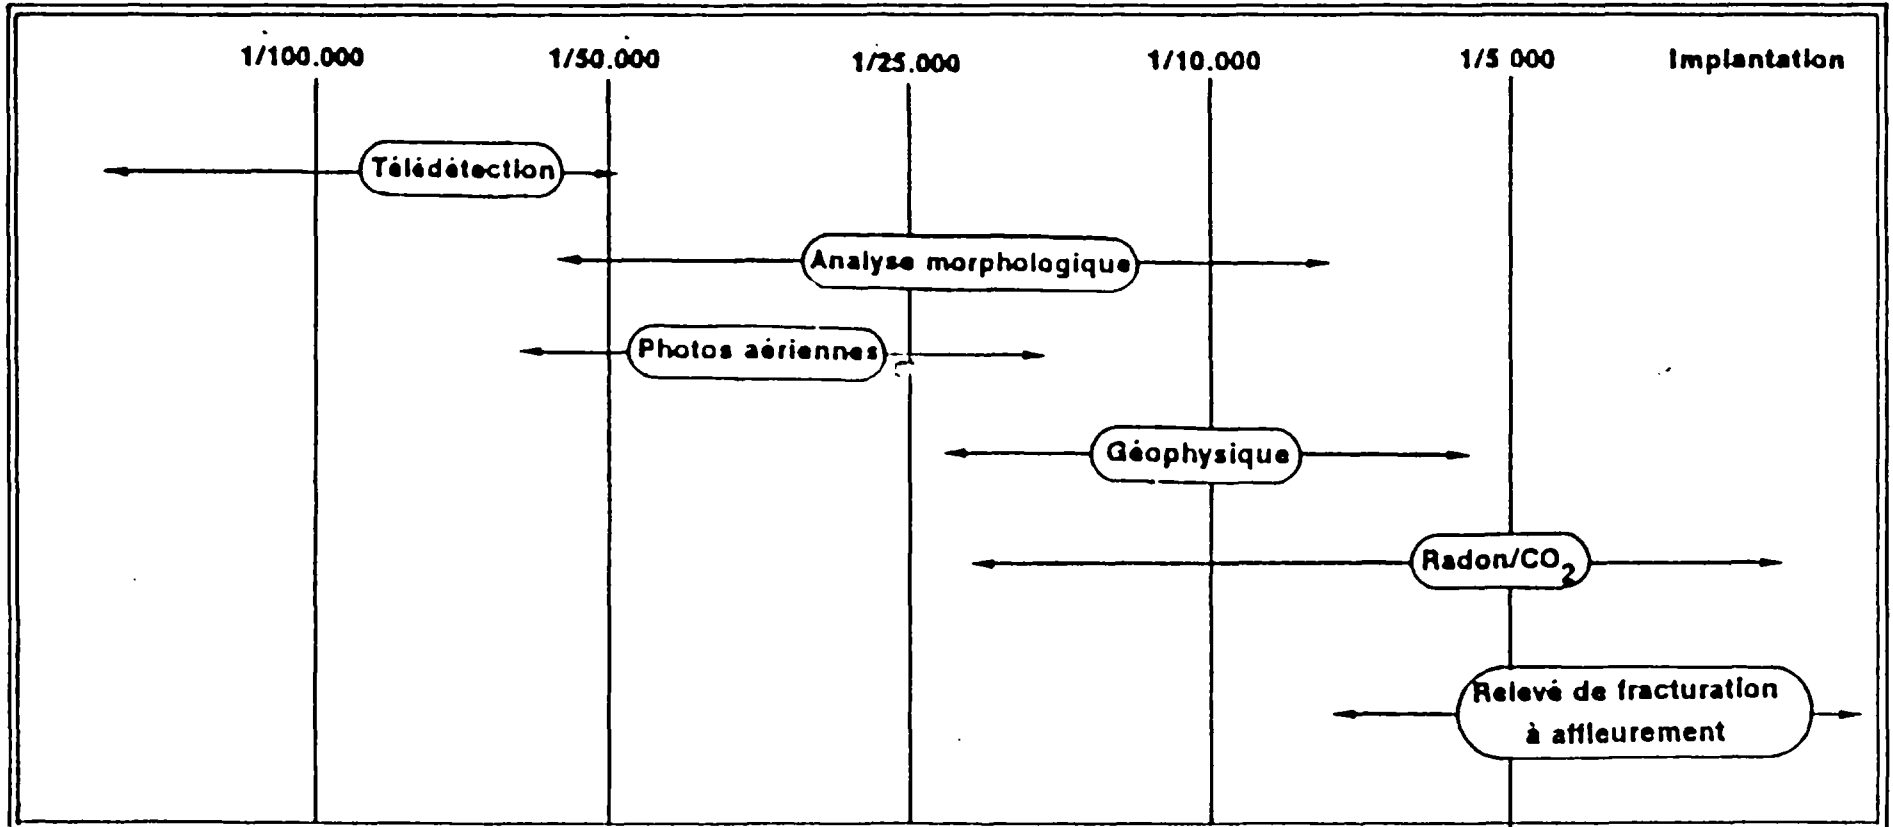 1/100.000 1/50.000 1/25.000 1/10.000 1/5 000 Implantation
Télédétection
Analyse morphologique
Photos aériennes
Géophysique
Radon/CO₂
Relevé de fracturation
à affleurement